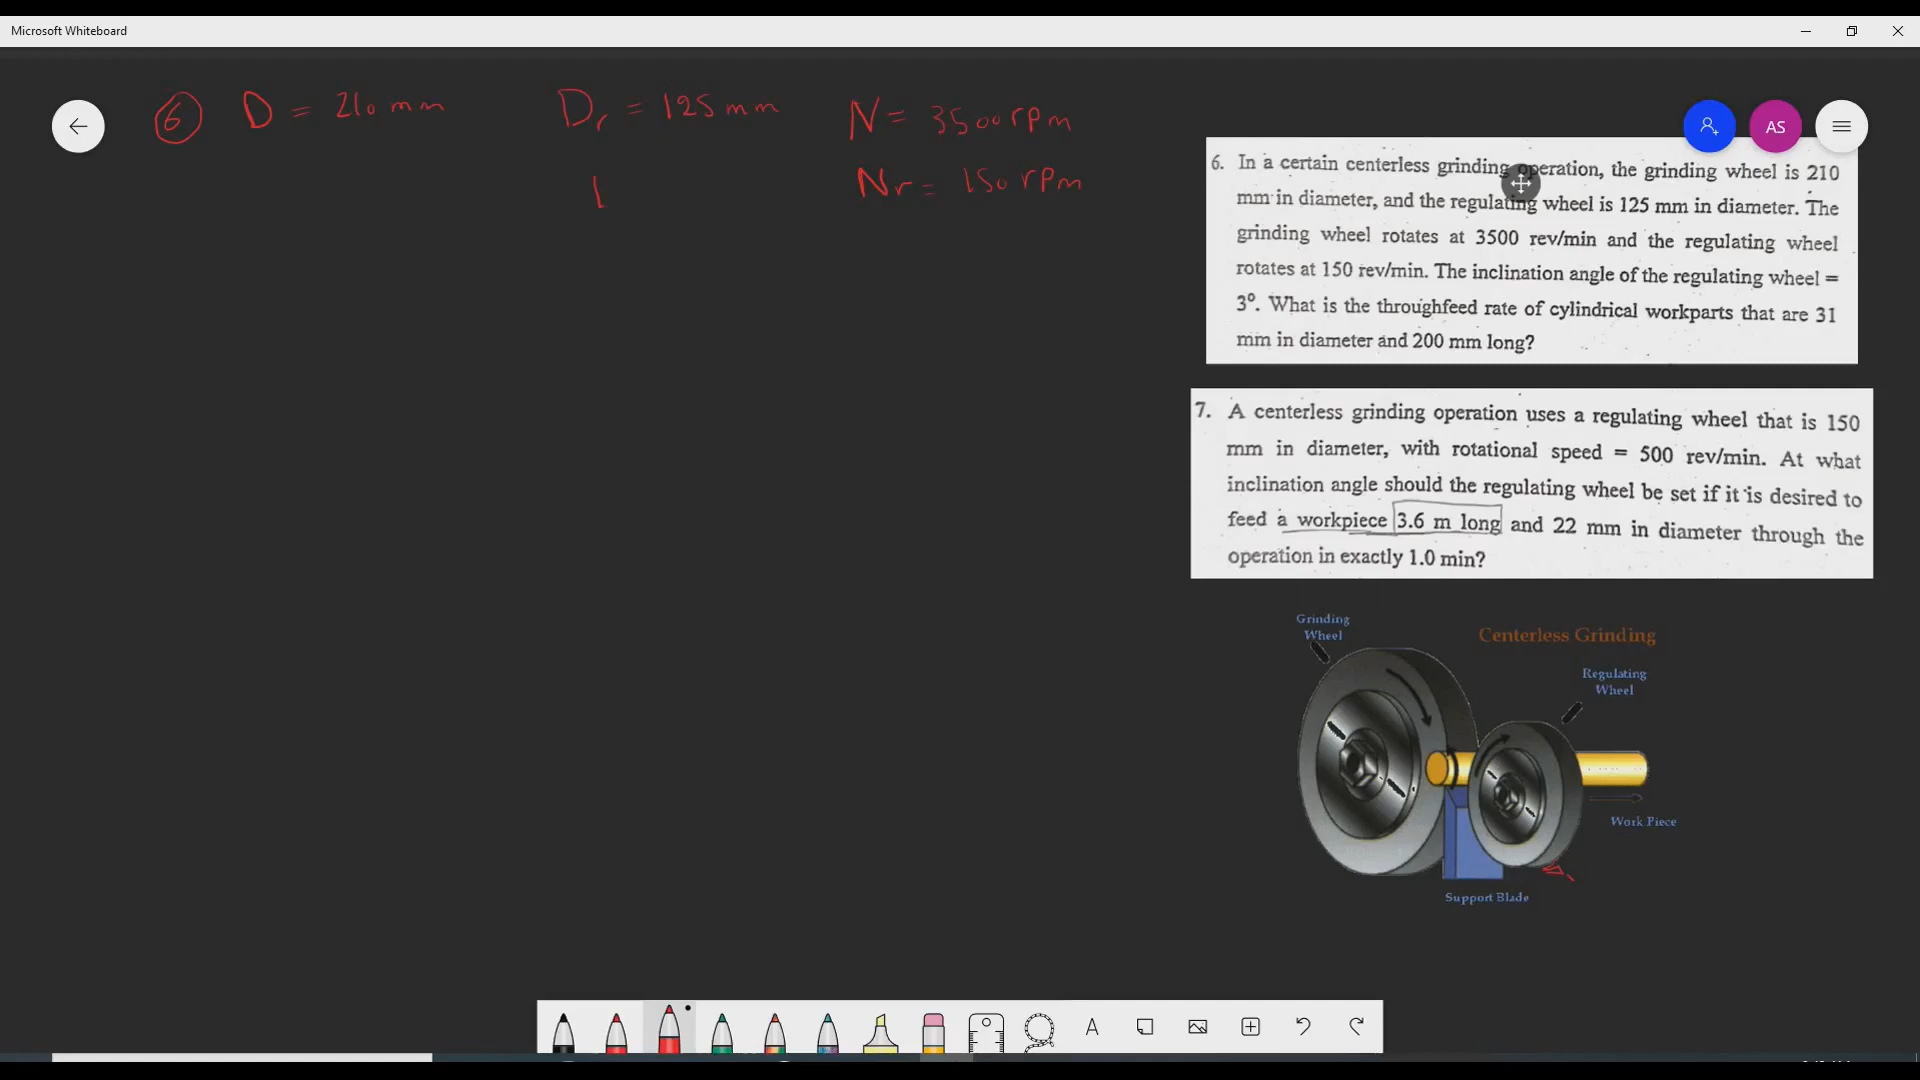 Microsoft Whiteboard
6 D = 210 mm Dr = 125 mm N = 3500 rpm
Nr = 150 rpm
AS
6. In a certain centerless grinding operation, the grinding wheel is 210
mm in diameter, and the regulating wheel is 125 mm in diameter. The
grinding wheel rotates at 3500 rev/min and the regulating wheel
rotates at 150 rev/min. The inclination angle of the regulating wheel =
3°. What is the throughfeed rate of cylindrical workparts that are 31
mm in diameter and 200 mm long?
7. A centerless grinding operation uses a regulating wheel that is 150
mm in diameter, with rotational speed = 500 rev/min. At what
inclination angle should the regulating wheel be set if it is desired to
feed a workpiece 3.6 m long and 22 mm in diameter through the
operation in exactly 1.0 min?
Grinding
Wheel
Centerless Grinding
Regulating
Wheel
Work Piece
Support Blade
A